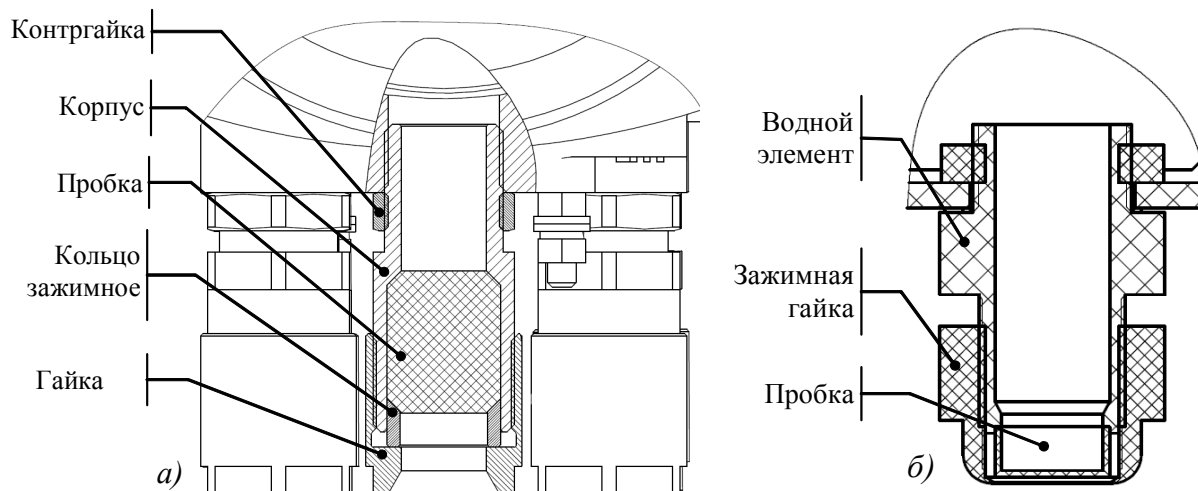 Контргайка
Корпус
Пробка
Кольцо
зажимное
Гайка
а)
Водной
элемент
Зажимная
гайка
Пробка
б)